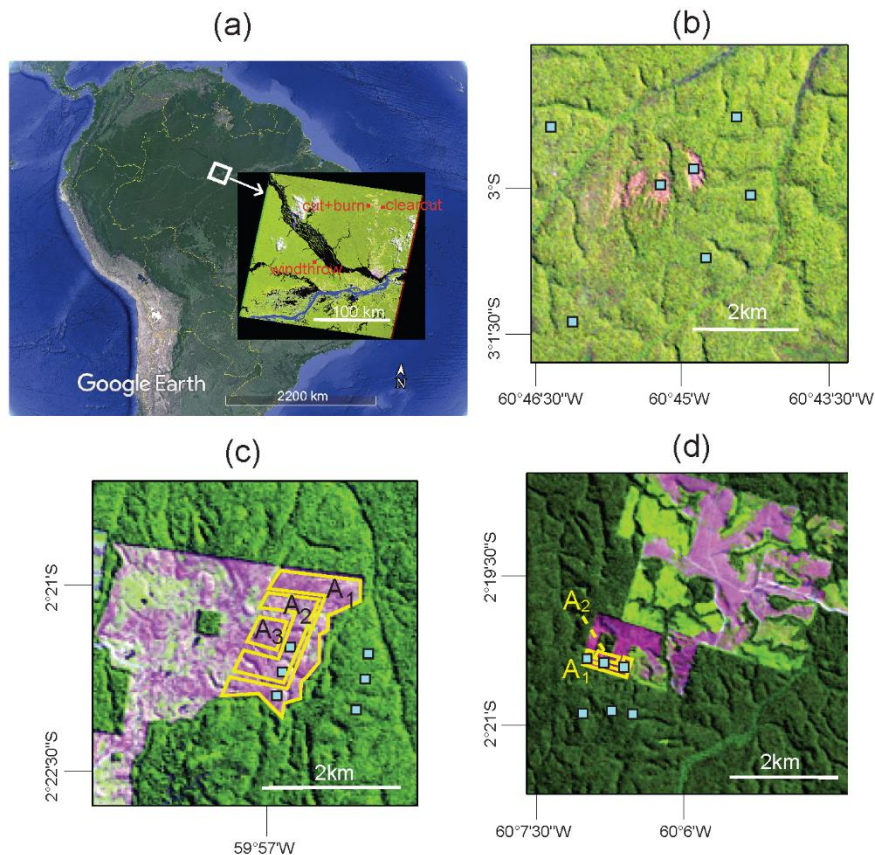 (a)
cut+burn
clearcut
windthrow
100 km
Google Earth
N
2200 km
(b)
3°S
3°1'30"S
2km
60°46'30"W
60°45'W
60°43'30"W
(c)
2°21'S
A1
A2
A3
2km
2°22'30"S
59°57'W
(d)
2°19'30"S
A2
A1
2°21'S
2km
60°7'30"W
60°6'W